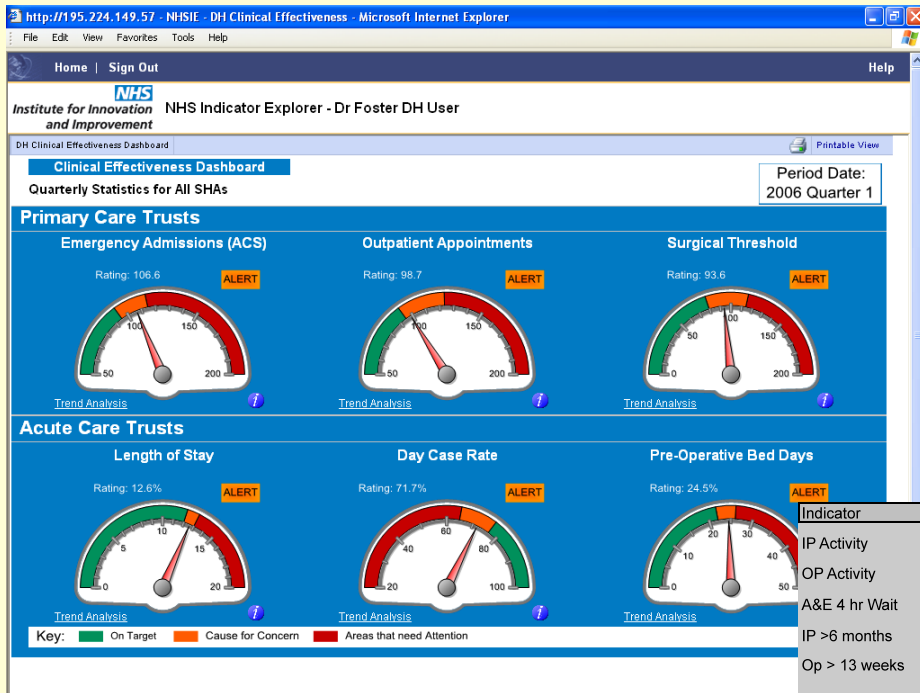 http://195.224.149.57 - NHSIE - DH Clinical Effectiveness - Microsoft Internet Explorer
File Edit View Favorites Tools Help
Home | Sign Out Help
NHS
Institute for Innovation
and Improvement
NHS Indicator Explorer - Dr Foster DH User
DH Clinical Effectiveness Dashboard Printable View
Clinical Effectiveness Dashboard
Quarterly Statistics for All SHAs
Period Date:
2006 Quarter 1
Primary Care Trusts
Emergency Admissions (ACS)
Rating: 106.6 ALERT
50 100 150 200
Trend Analysis i
Outpatient Appointments
Rating: 98.7 ALERT
50 100 150 200
Trend Analysis i
Surgical Threshold
Rating: 93.6 ALERT
0 50 100 150 200
Trend Analysis i
Acute Care Trusts
Length of Stay
Rating: 12.6% ALERT
0 5 10 15 20
Trend Analysis i
Day Case Rate
Rating: 71.7% ALERT
20 40 60 80 100
Trend Analysis i
Pre-Operative Bed Days
Rating: 24.5% ALERT
0 10 20 30 40 50
Trend Analysis
Key: On Target Cause for Concern Areas that need Attention
Indicator
IP Activity
OP Activity
A&E 4 hr Wait
IP >6 months
Op > 13 weeks